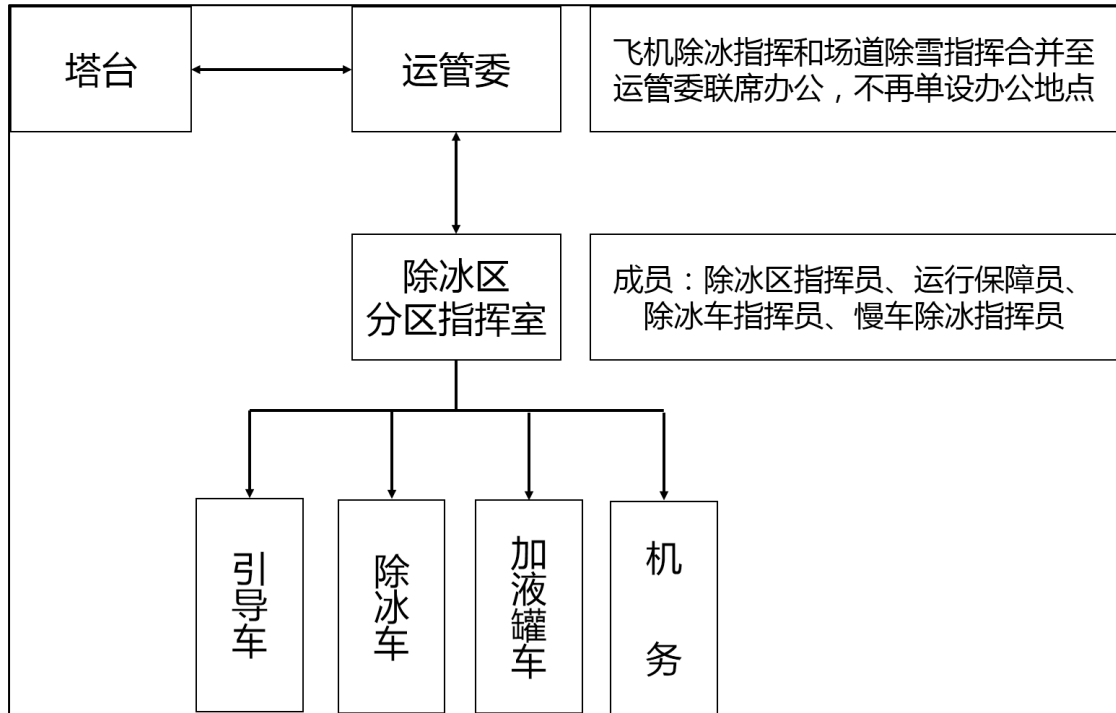 塔台
运管委
飞机除冰指挥和场道除雪指挥合并至
运管委联席办公，不再单设办公地点
除冰区
分区指挥室
成员：除冰区指挥员、运行保障员、
除冰车指挥员、慢车除冰指挥员
引导车
除冰车
加液罐车
机务